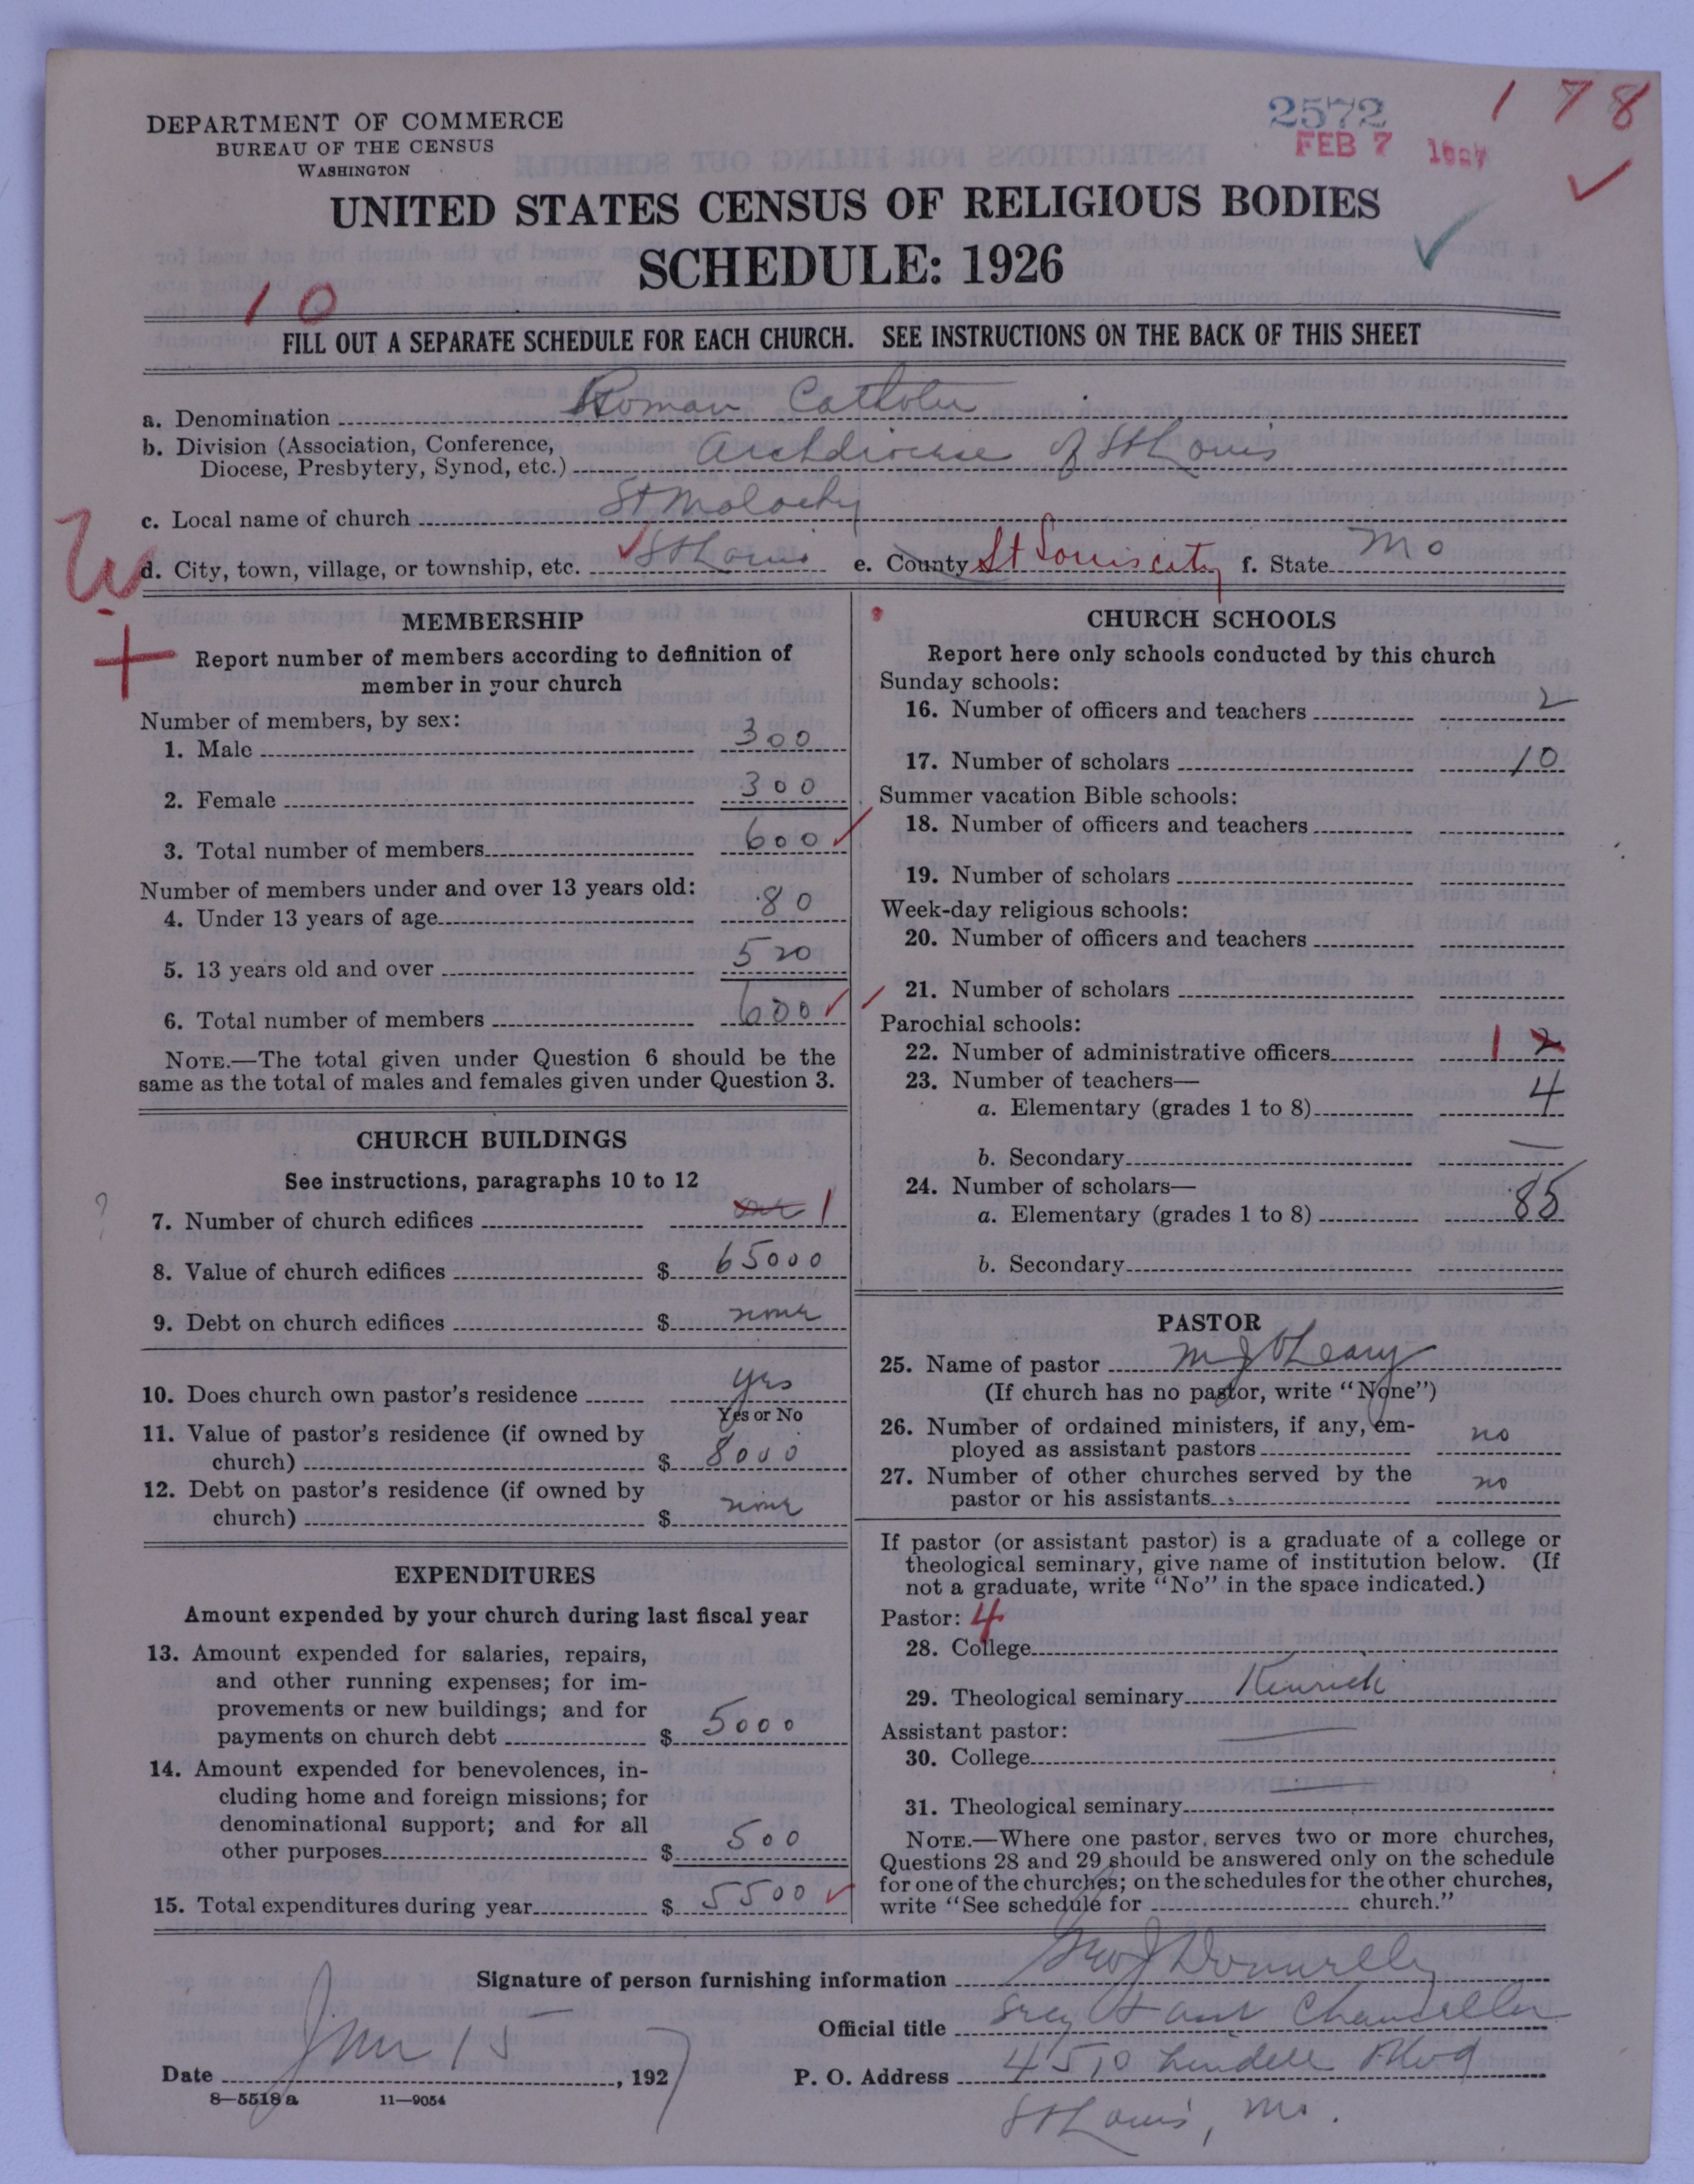 2572
1 7 8
FEB 7 1927
DEPARTMENT OF COMMERCE
BUREAU OF THE CENSUS
WASHINGTON
UNITED STATES CENSUS OF RELIGIOUS BODIES
SCHEDULE: 1926
10
FILL OUT A SEPARATE SCHEDULE FOR EACH CHURCH. SEE INSTRUCTIONS ON THE BACK OF THIS SHEET
a. Denomination Roman Catholic
b. Division (Association, Conference,
Diocese, Presbytery, Synod, etc.) Archdiocese of St Louis
c. Local name of church St Malachy
d. City, town, village, or township, etc. St Louis e. County St Louis city f. State Mo
MEMBERSHIP
Report number of members according to definition of
member in your church
Number of members, by sex:
1. Male 300
2. Female 300
3. Total number of members 600
Number of members under and over 13 years old:
4. Under 13 years of age 80
5. 13 years old and over 520
6. Total number of members 600
NOTE.—The total given under Question 6 should be the
same as the total of males and females given under Question 3.
CHURCH BUILDINGS
See instructions, paragraphs 10 to 12
7. Number of church edifices one 1
8. Value of church edifices $ 65000
9. Debt on church edifices $ none
10. Does church own pastor's residence yes
Yes or No
11. Value of pastor's residence (if owned by
church) $ 8000
12. Debt on pastor's residence (if owned by
church) $ none
EXPENDITURES
Amount expended by your church during last fiscal year
13. Amount expended for salaries, repairs,
and other running expenses; for im-
provements or new buildings; and for
payments on church debt $ 5000
14. Amount expended for benevolences, in-
cluding home and foreign missions; for
denominational support; and for all
other purposes $ 500
15. Total expenditures during year $ 5500
CHURCH SCHOOLS
Report here only schools conducted by this church
Sunday schools:
16. Number of officers and teachers 2
17. Number of scholars 10
Summer vacation Bible schools:
18. Number of officers and teachers
19. Number of scholars
Week-day religious schools:
20. Number of officers and teachers
21. Number of scholars
Parochial schools:
22. Number of administrative officers 1 2
23. Number of teachers—
a. Elementary (grades 1 to 8) 4
b. Secondary —
24. Number of scholars—
a. Elementary (grades 1 to 8) 85
b. Secondary
PASTOR
25. Name of pastor M J O'Leary
(If church has no pastor, write "None")
26. Number of ordained ministers, if any, em-
ployed as assistant pastors no
27. Number of other churches served by the
pastor or his assistants no
If pastor (or assistant pastor) is a graduate of a college or
theological seminary, give name of institution below. (If
not a graduate, write "No" in the space indicated.)
Pastor: 4
28. College
29. Theological seminary Kenrick
Assistant pastor:
30. College —
31. Theological seminary —
NOTE.—Where one pastor serves two or more churches,
Questions 28 and 29 should be answered only on the schedule
for one of the churches; on the schedules for the other churches,
write "See schedule for church."
Signature of person furnishing information Geo J Donnelly
Official title Secy and Chancellor
Date Jan 15, 1927
P. O. Address 4510 Lindell Blvd
St Louis, Mo.
8—5518a 11—9054